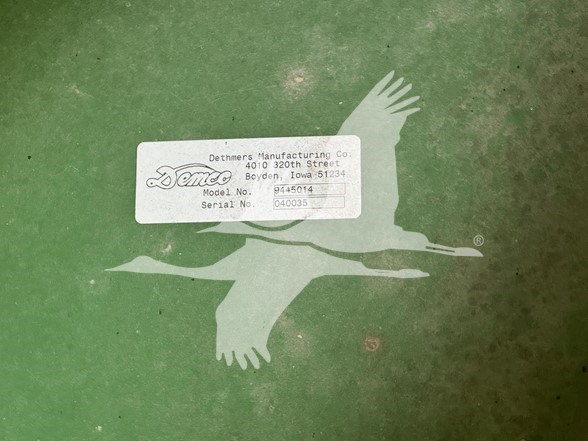 Dethmers Manufacturing Co.
4010 320th Street
Demco
Boyden, Iowa 51234
Model No. 9445014
Serial No. 040035
®